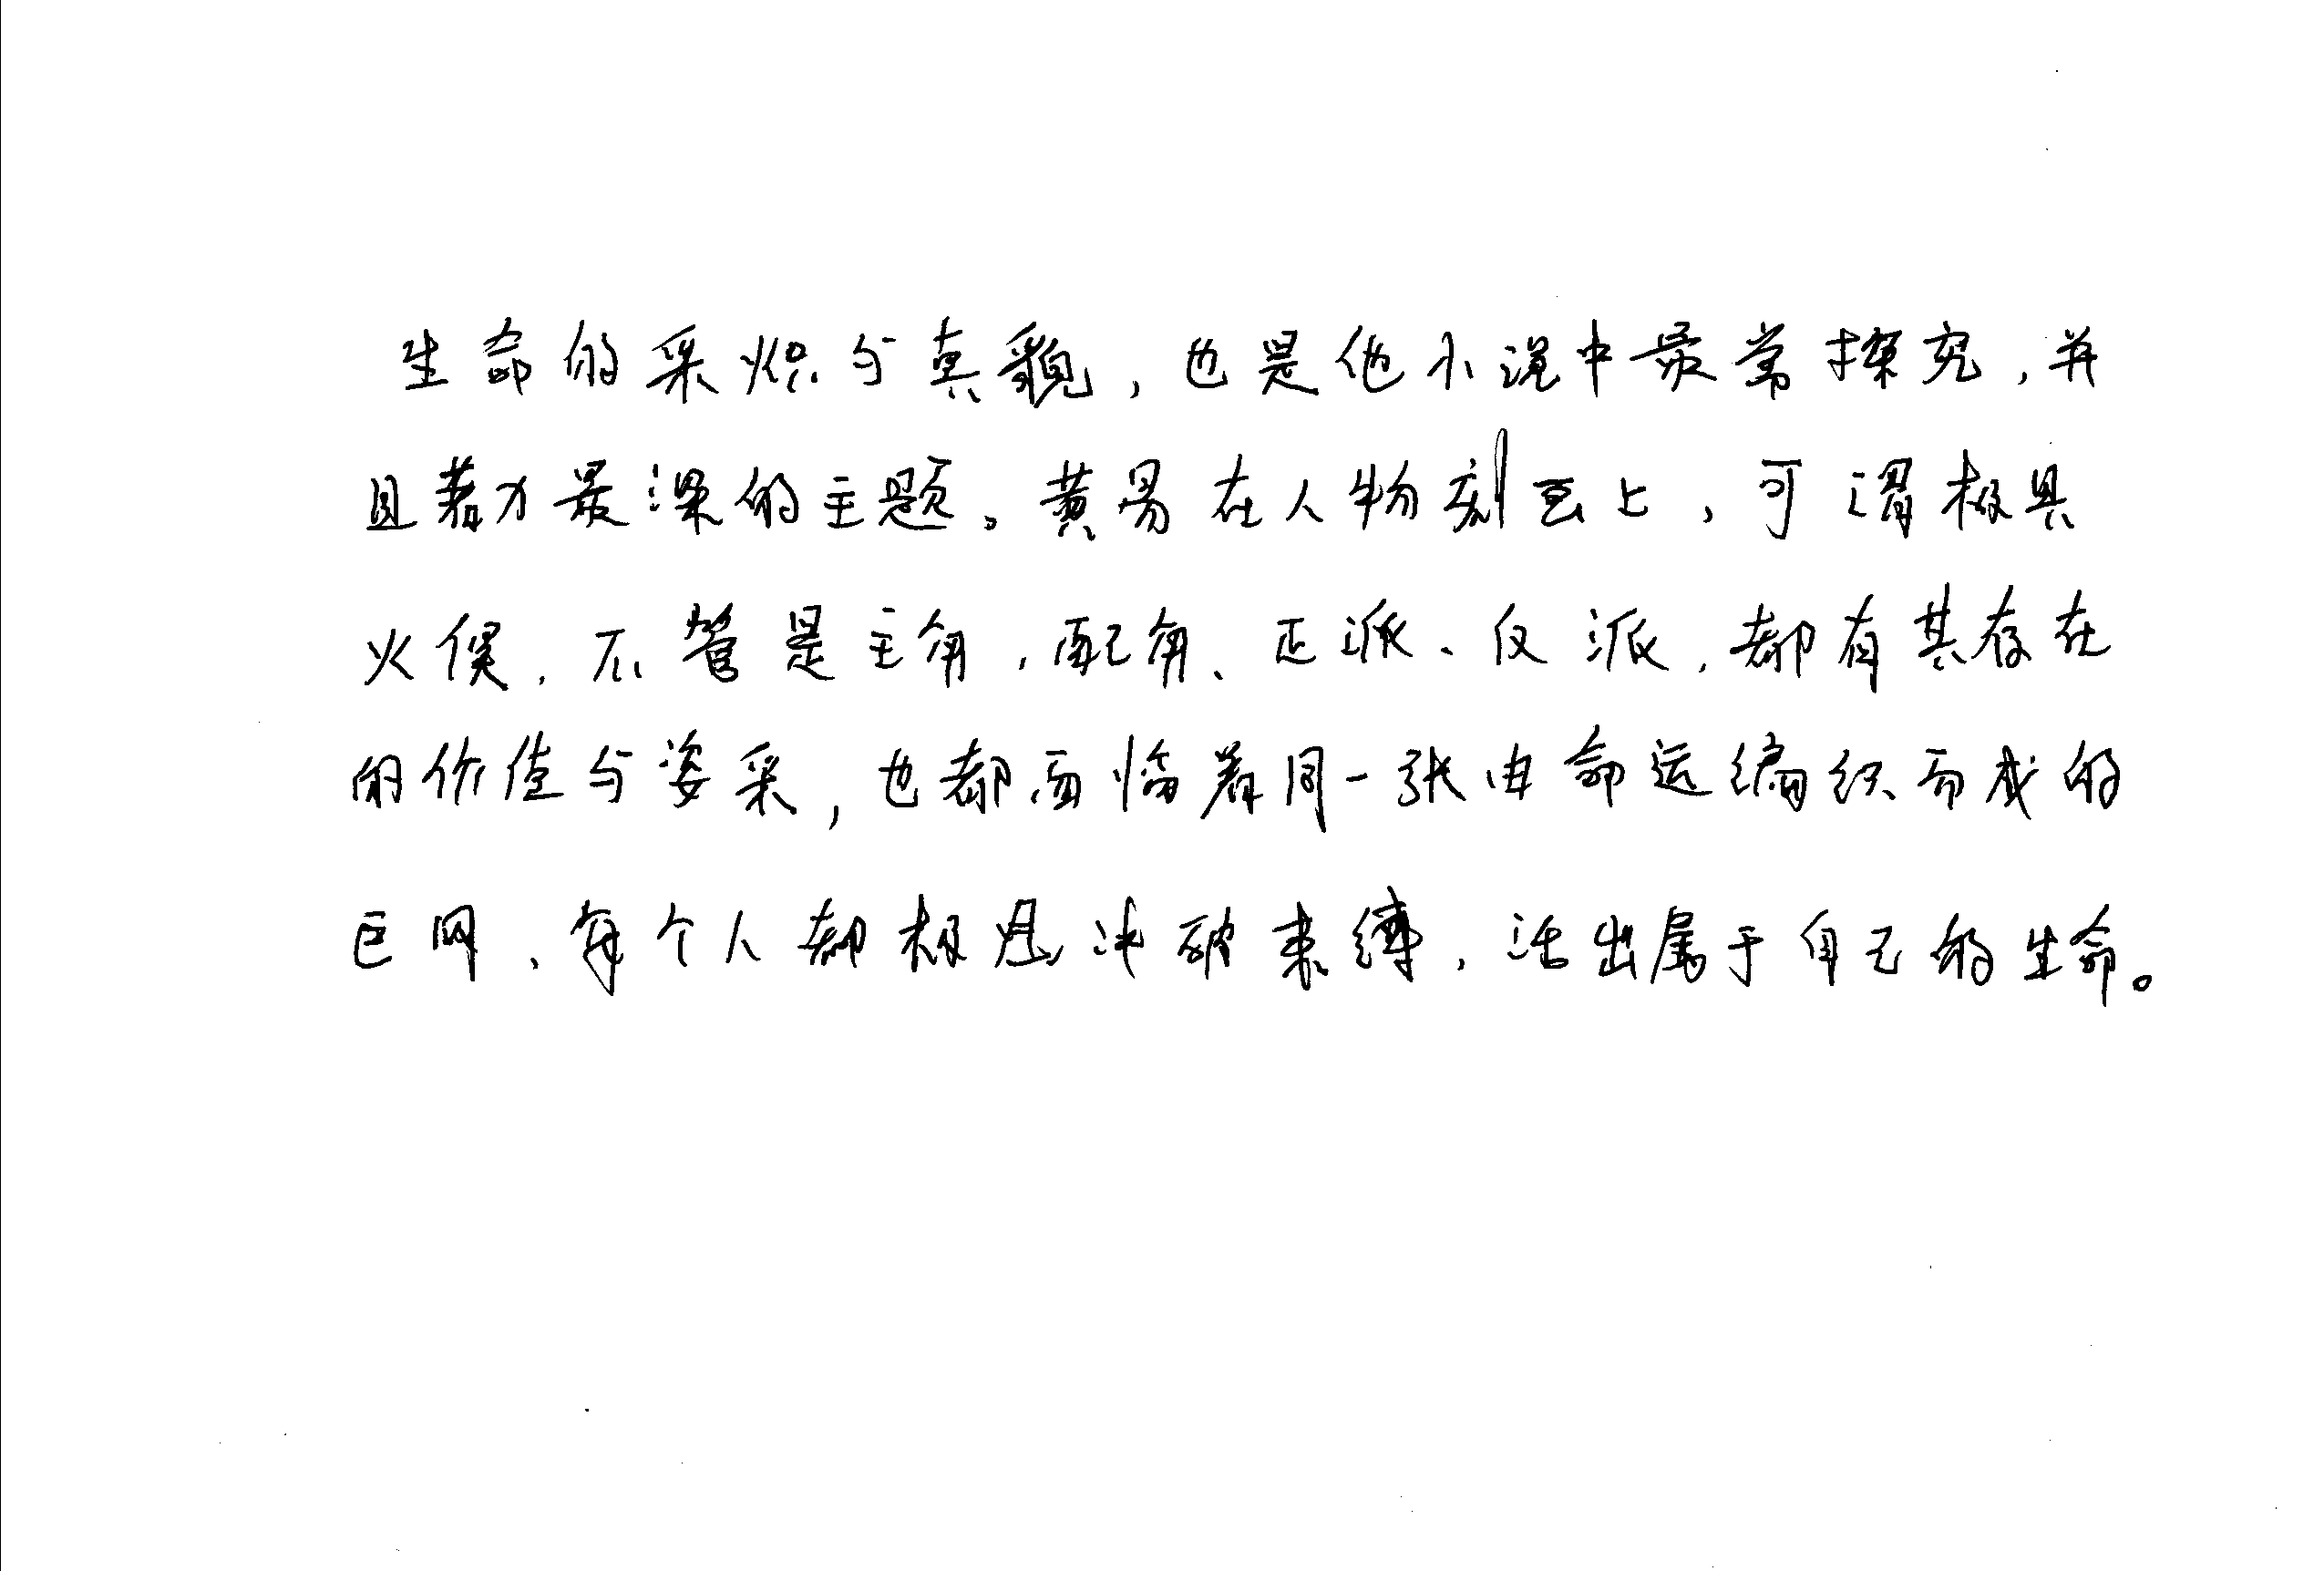 生命的采炽与真貌，也是他小说中最常探究，并
且著力最深的主题。黄易在人物刻画上，可谓极具
火侯，不管是主角，配角、正派、反派，都有其存在
的价值与姿采，也都面临着同一张由命运编织而成的
巨网、每个人都极思冲破束缚，活出属于自己的生命。